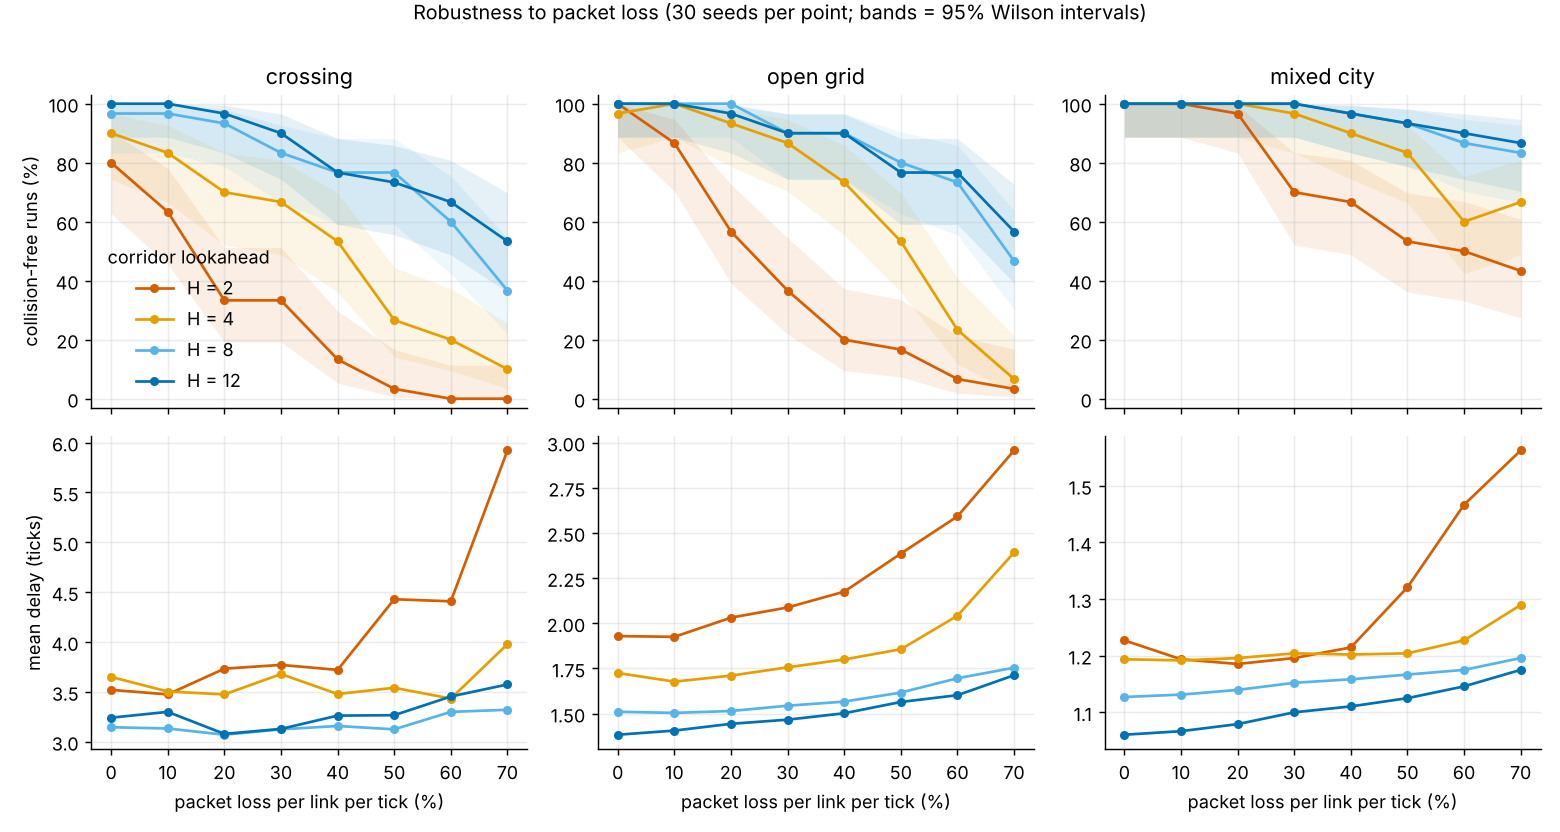 Robustness to packet loss (30 seeds per point; bands = 95% Wilson intervals)
crossing
open grid
mixed city
collision-free runs (%)
100
80
60
40
20
0
corridor lookahead
H = 2
H = 4
H = 8
H = 12
100
80
60
40
20
0
100
80
60
40
20
0
mean delay (ticks)
6.0
5.5
5.0
4.5
4.0
3.5
3.0
0 10 20 30 40 50 60 70
packet loss per link per tick (%)
3.00
2.75
2.50
2.25
2.00
1.75
1.50
0 10 20 30 40 50 60 70
packet loss per link per tick (%)
1.5
1.4
1.3
1.2
1.1
0 10 20 30 40 50 60 70
packet loss per link per tick (%)